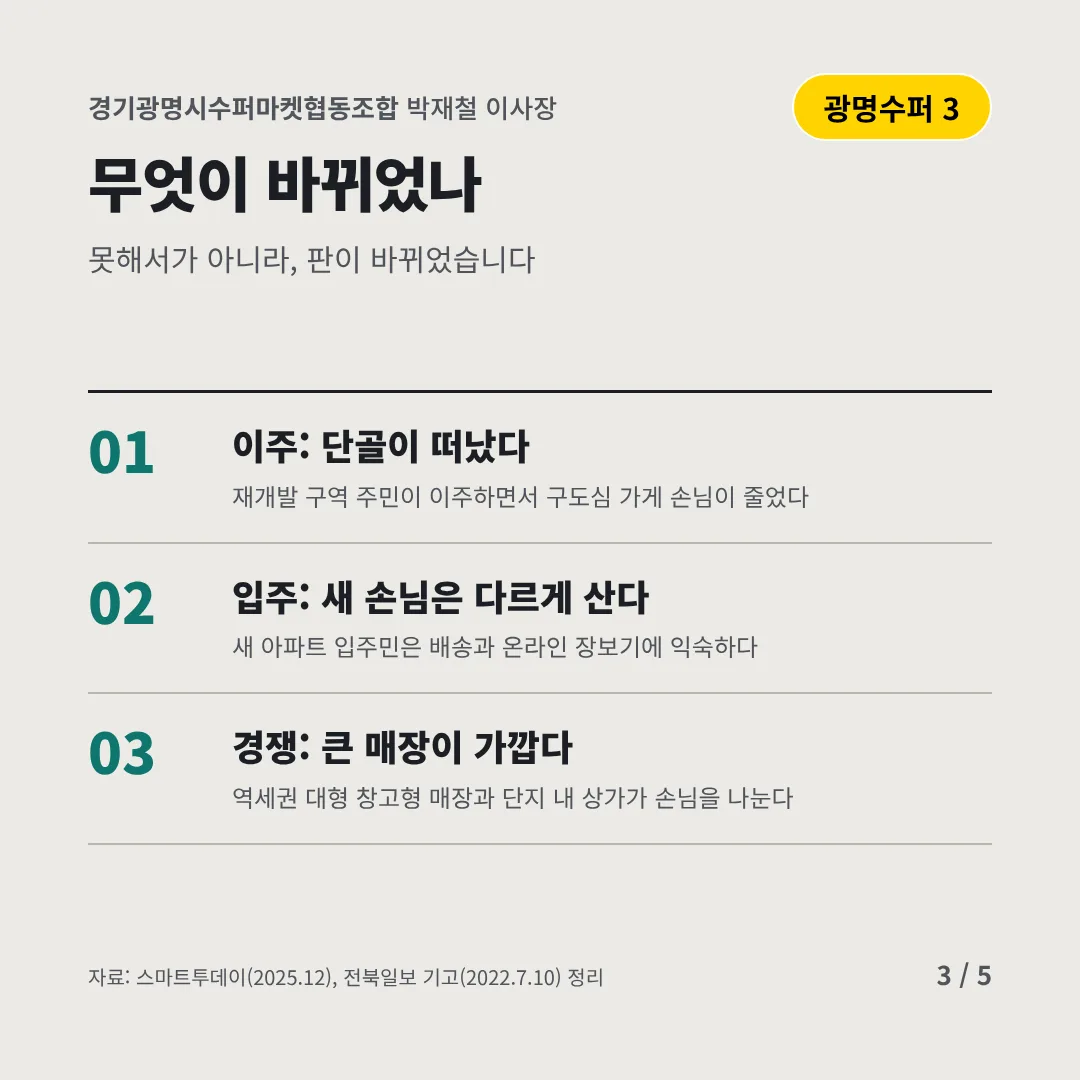 경기광명시수퍼마켓협동조합 박재철 이사장
광명수퍼 3
무엇이 바뀌었나
못해서가 아니라, 판이 바뀌었습니다
01
이주: 단골이 떠났다
재개발 구역 주민이 이주하면서 구도심 가게 손님이 줄었다
02
입주: 새 손님은 다르게 산다
새 아파트 입주민은 배송과 온라인 장보기에 익숙하다
03
경쟁: 큰 매장이 가깝다
역세권 대형 창고형 매장과 단지 내 상가가 손님을 나눈다
자료: 스마트투데이(2025.12), 전북일보 기고(2022.7.10) 정리
3 / 5